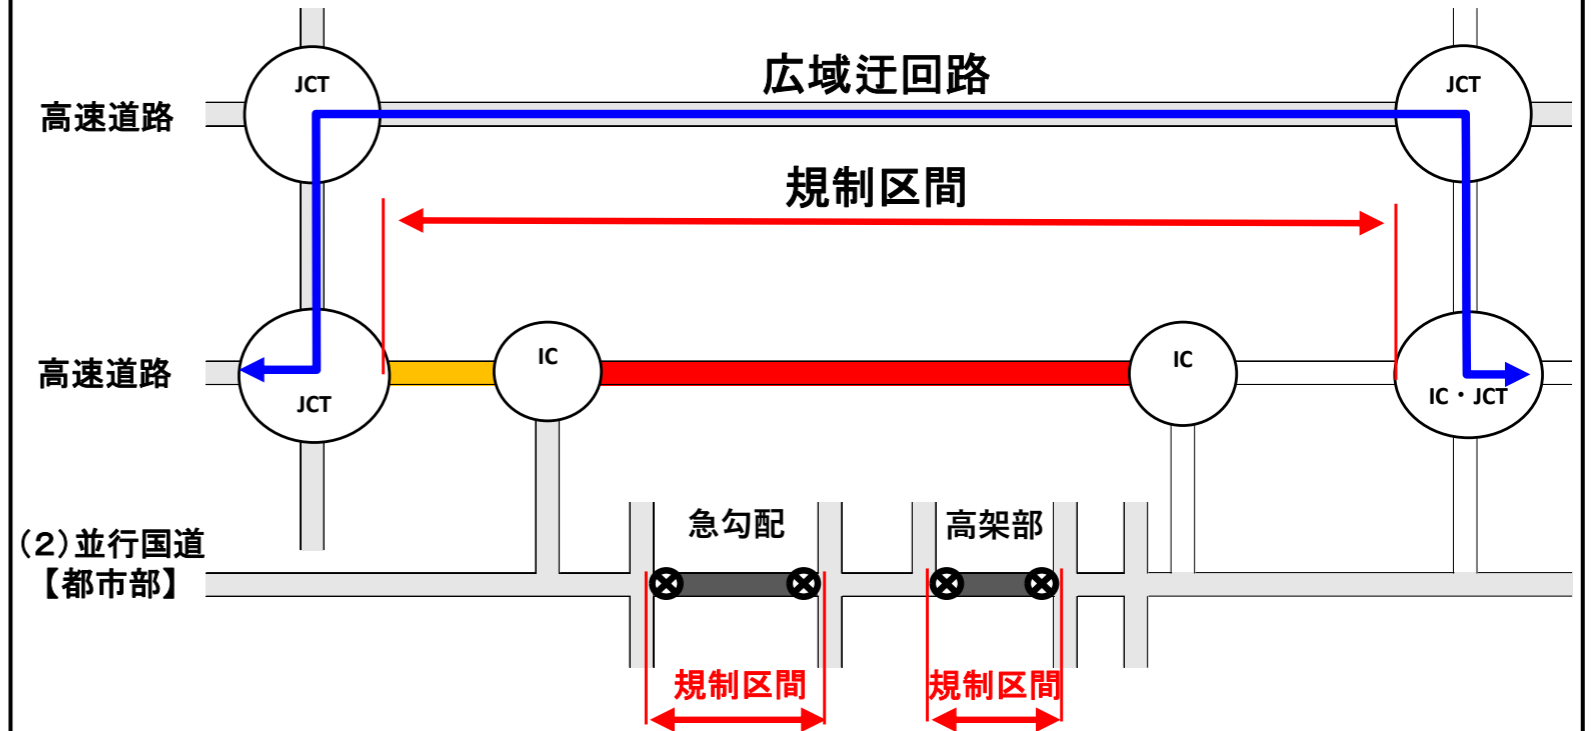 JCT
広域迂回路
JCT
高速道路
規制区間
高速道路
IC
IC
JCT
IC・JCT
急勾配
高架部
(2)並行国道
【都市部】
規制区間
規制区間